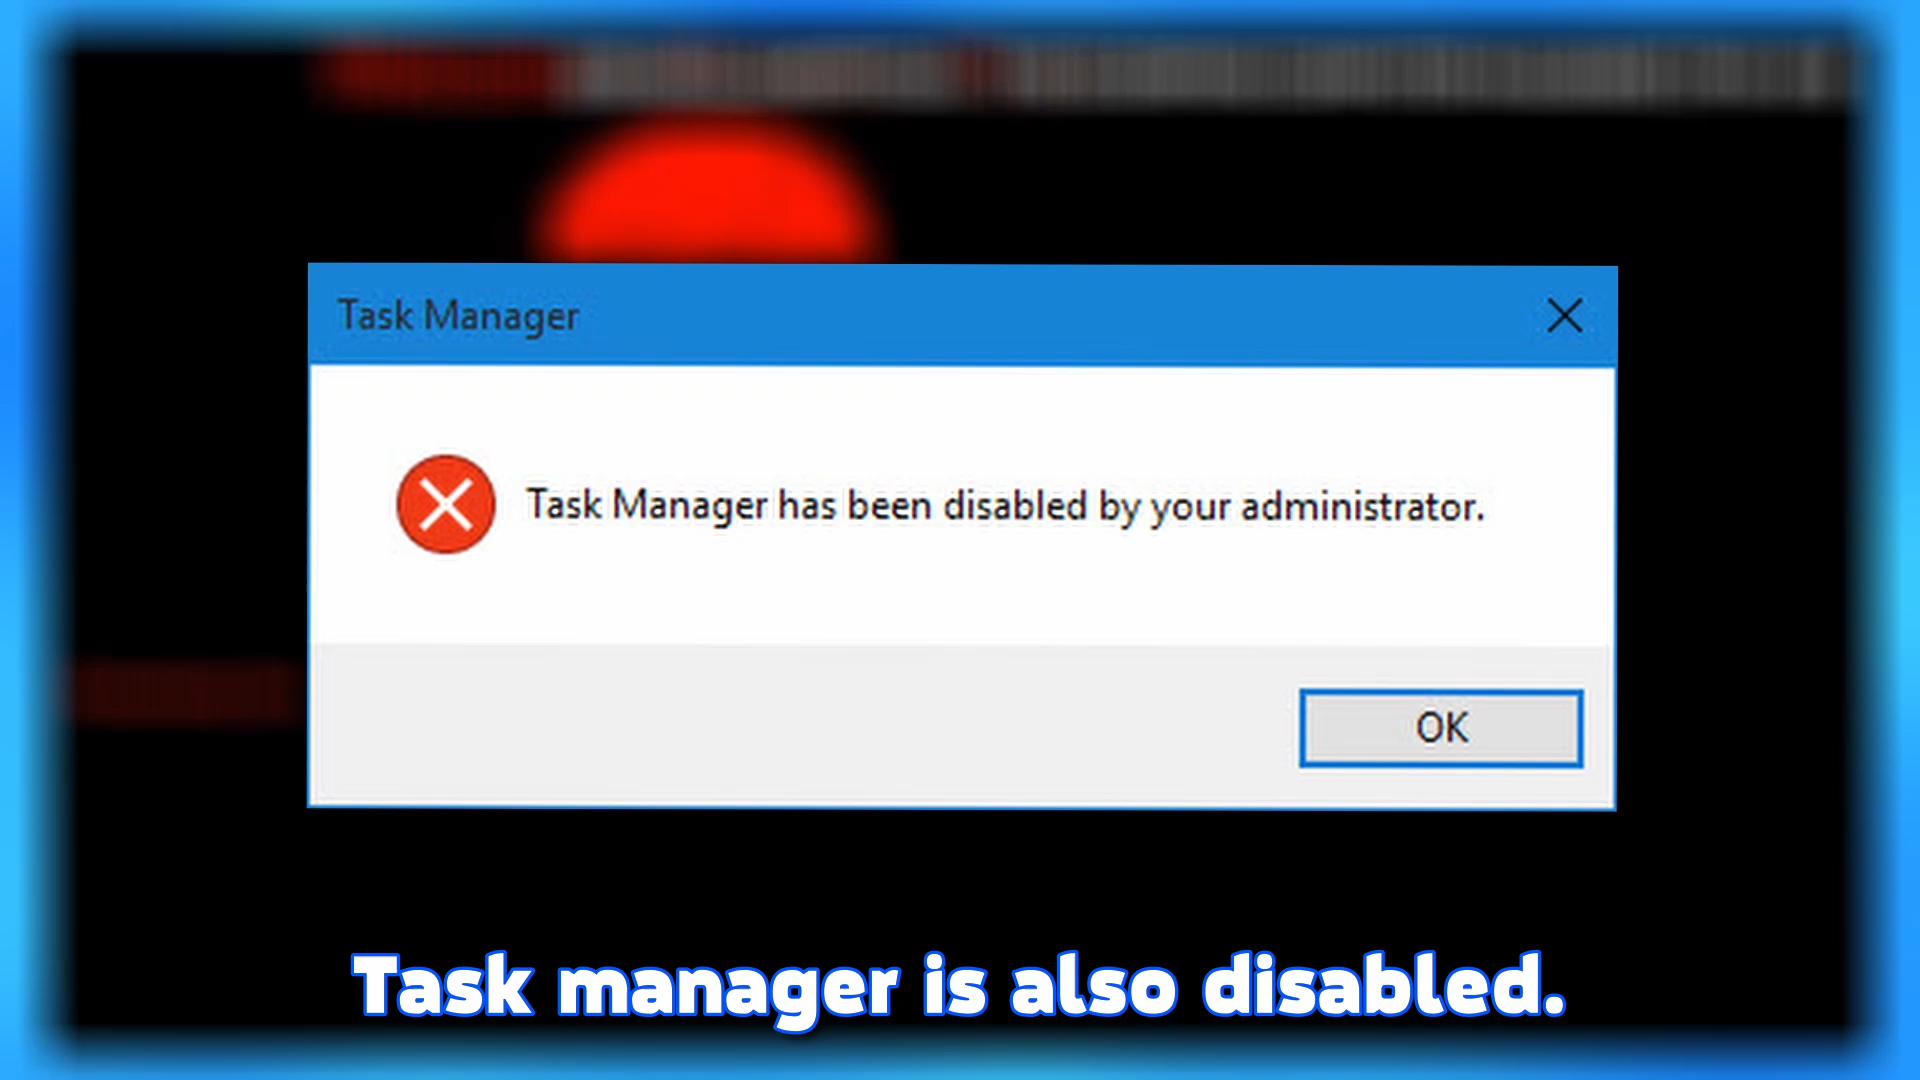 Task Manager
Task Manager has been disabled by your administrator.
OK
Task manager is also disabled.